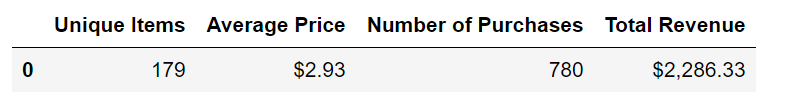 Unique Items Average Price Number of Purchases Total Revenue
0 179 $2.93 780 $2,286.33